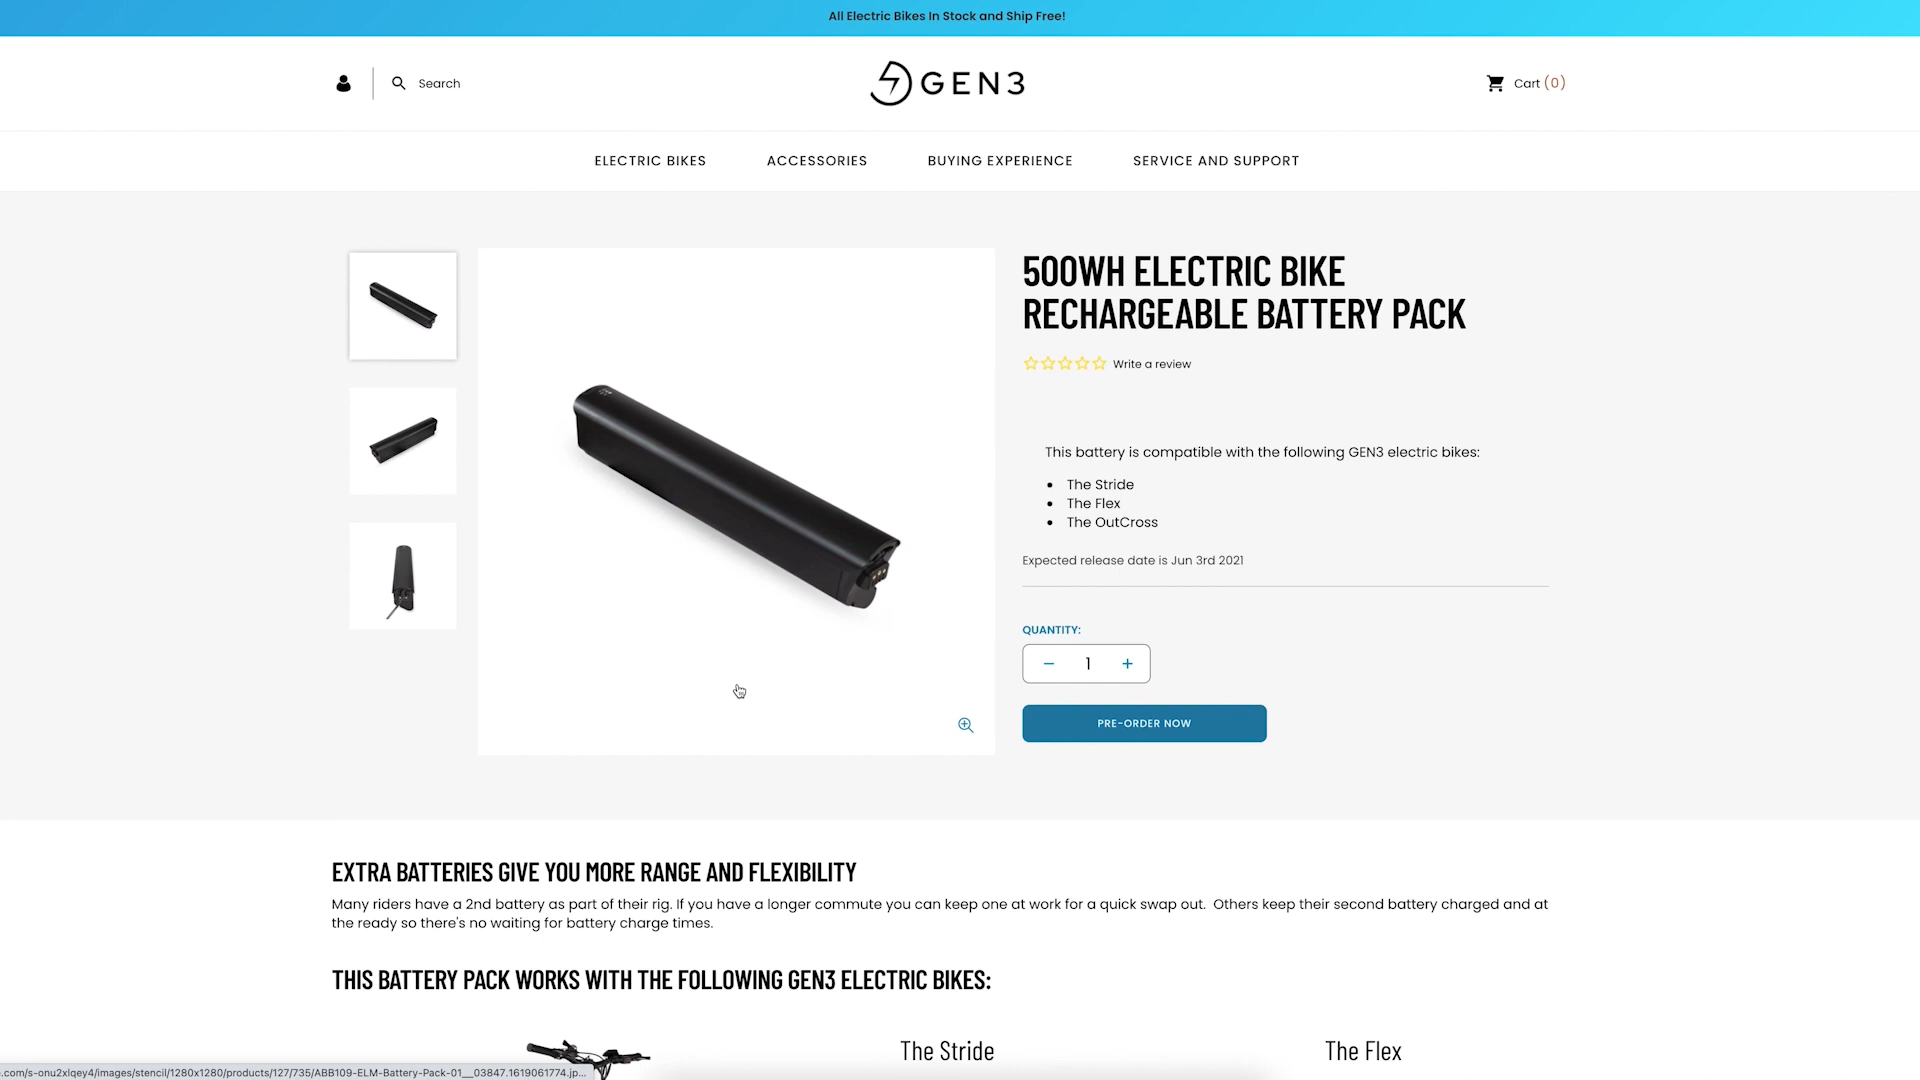 All Electric Bikes In Stock and Ship Free!
Search
GEN3
Cart (0)
ELECTRIC BIKES
ACCESSORIES
BUYING EXPERIENCE
SERVICE AND SUPPORT
500WH ELECTRIC BIKE
RECHARGEABLE BATTERY PACK
Write a review
This battery is compatible with the following GEN3 electric bikes:
The Stride
The Flex
The OutCross
Expected release date is Jun 3rd 2021
QUANTITY:
− 1 +
PRE-ORDER NOW
EXTRA BATTERIES GIVE YOU MORE RANGE AND FLEXIBILITY
Many riders have a 2nd battery as part of their rig. If you have a longer commute you can keep one at work for a quick swap out. Others keep their second battery charged and at
the ready so there's no waiting for battery charge times.
THIS BATTERY PACK WORKS WITH THE FOLLOWING GEN3 ELECTRIC BIKES:
The Stride
The Flex
.com/s-onu2xlqey4/images/stencil/1280x1280/products/127/735/ABB109-ELM-Battery-Pack-01__03847.1619061774.jp...